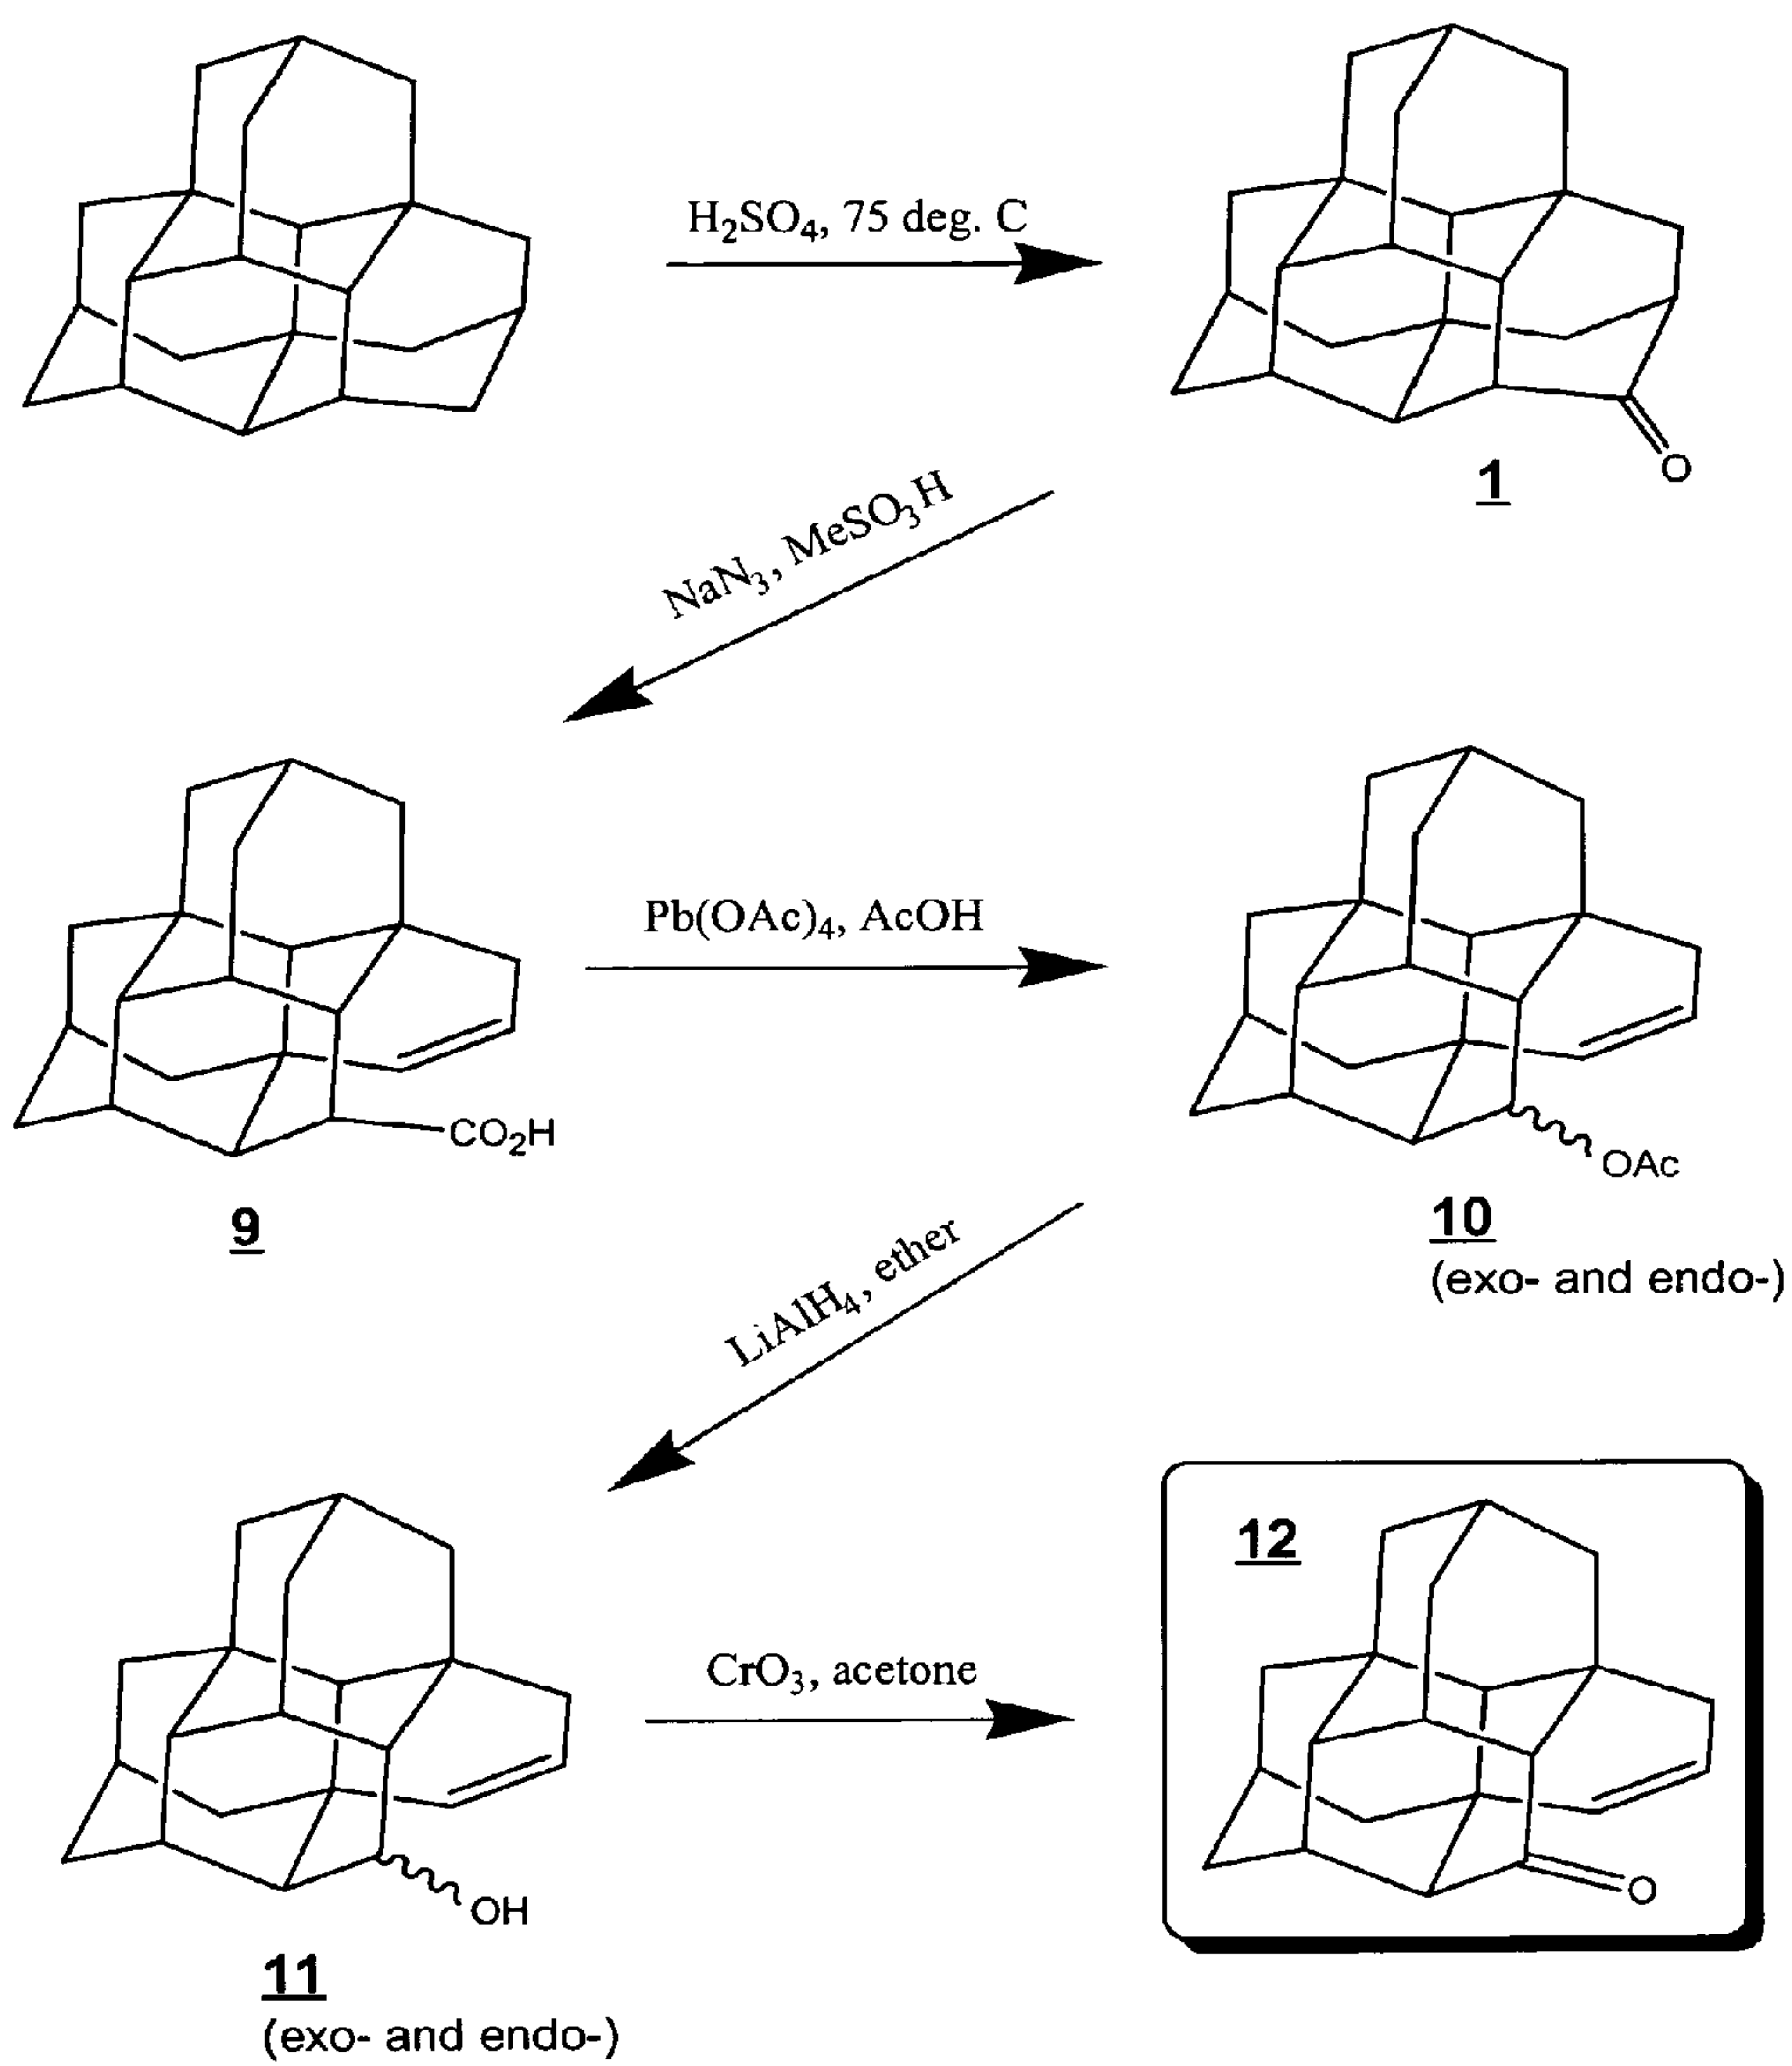 H₂SO₄, 75 deg. C
O
1
NaN₃, MeSO₃H
CO₂H
9
Pb(OAc)₄, AcOH
OAc
10
(exo- and endo-)
LiAlH₄, ether
OH
11
(exo- and endo-)
CrO₃, acetone
12
O